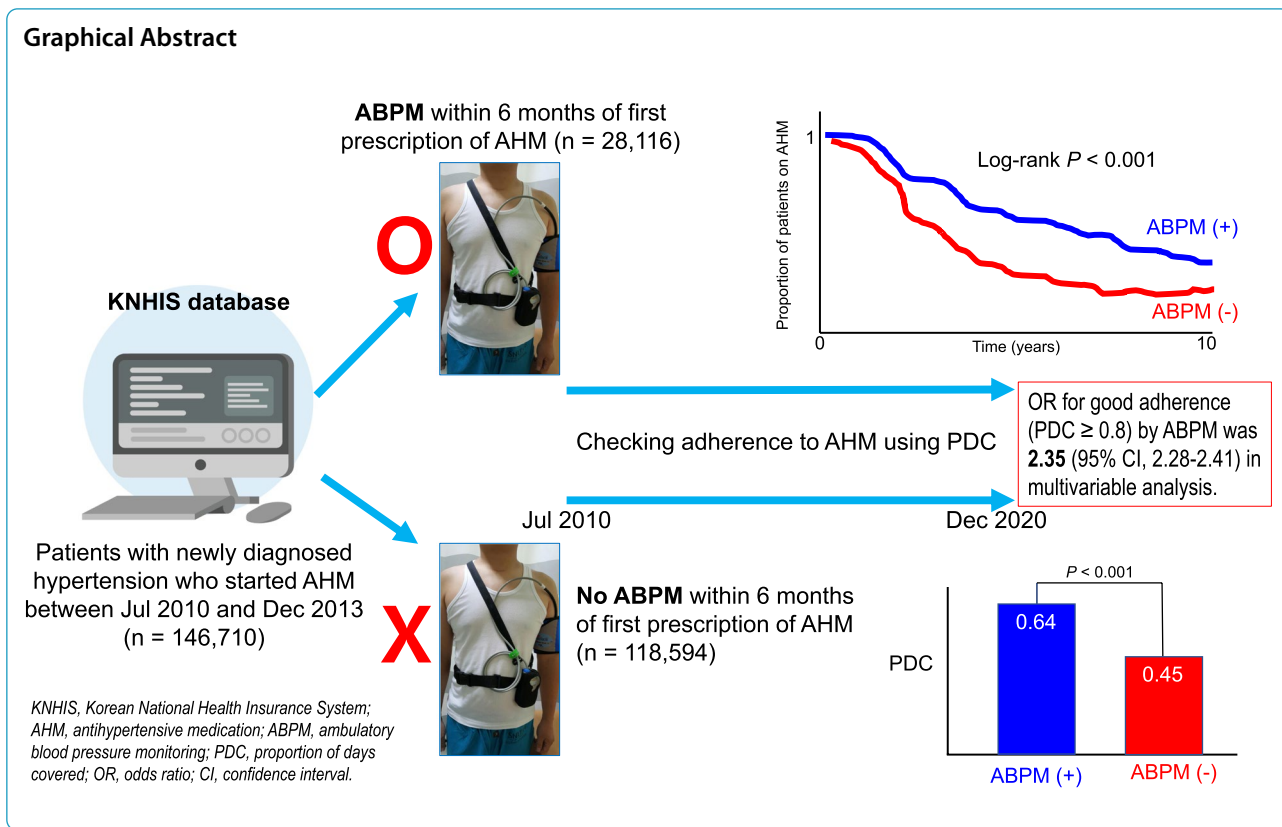 Graphical Abstract
ABPM within 6 months of first
prescription of AHM (n = 28,116)
O
KNHIS database
Patients with newly diagnosed
hypertension who started AHM
between Jul 2010 and Dec 2013
(n = 146,710)
X
No ABPM within 6 months
of first prescription of AHM
(n = 118,594)
Proportion of patients on AHM
1
Log-rank P < 0.001
ABPM (+)
ABPM (-)
0
Time (years)
10
Checking adherence to AHM using PDC
Jul 2010
Dec 2020
OR for good adherence
(PDC ≥ 0.8) by ABPM was
2.35 (95% CI, 2.28-2.41) in
multivariable analysis.
P < 0.001
PDC
0.64
0.45
ABPM (+)
ABPM (-)
KNHIS, Korean National Health Insurance System;
AHM, antihypertensive medication; ABPM, ambulatory
blood pressure monitoring; PDC, proportion of days
covered; OR, odds ratio; CI, confidence interval.